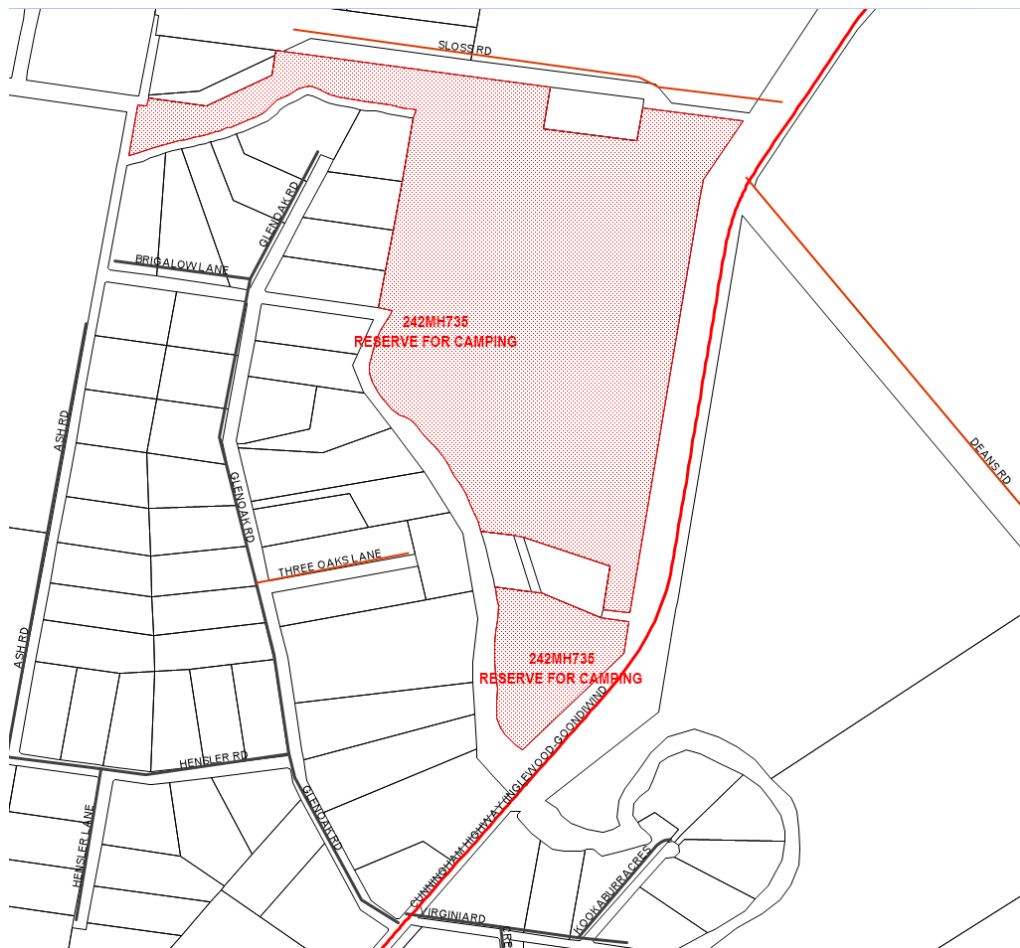 SLOSS RD
GLENOAK RD
BRIGALOW LANE
242MH735
RESERVE FOR CAMPING
ASH RD
DEANS RD
GLENOAK RD
THREE OAKS LANE
ASH RD
242MH735
RESERVE FOR CAMPING
CUNNINGHAM HIGHWAY (INGLEWOOD-GOONDIWIND
HENSLER RD
GLENOAK RD
HENSLER LANE
KOOKABURRA CRES
VIRGINIA RD
CRE